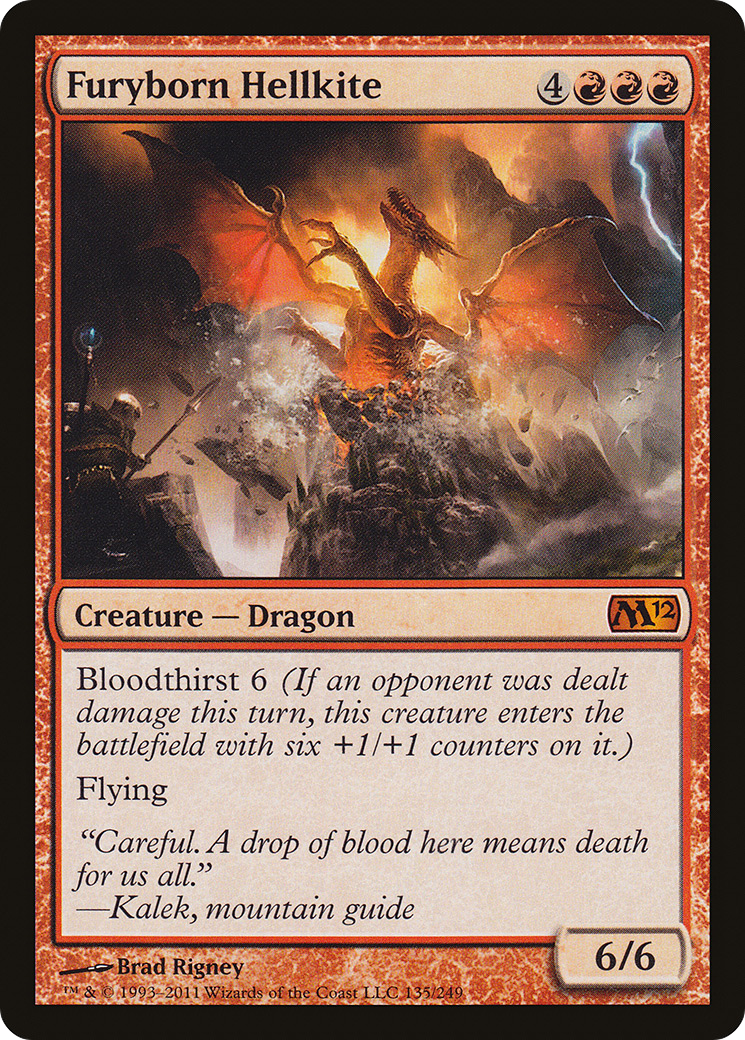 Furyborn Hellkite 4
Creature — Dragon
M12
Bloodthirst 6 (If an opponent was dealt
damage this turn, this creature enters the
battlefield with six +1/+1 counters on it.)
Flying
“Careful. A drop of blood here means death
for us all.”
—Kalek, mountain guide
6/6
Brad Rigney
™ & © 1993–2011 Wizards of the Coast LLC 135/249